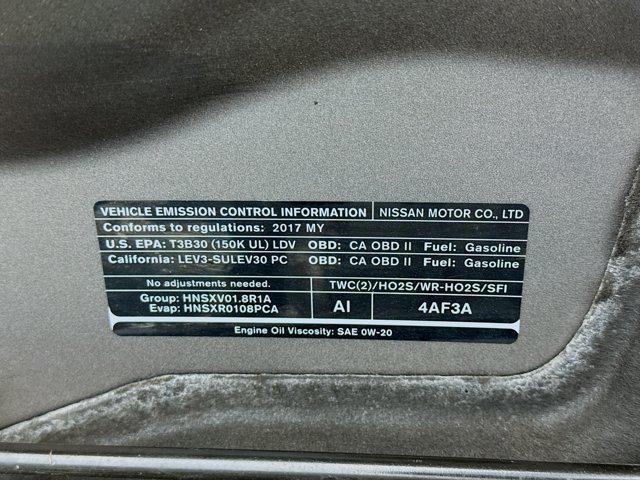 VEHICLE EMISSION CONTROL INFORMATION NISSAN MOTOR CO., LTD
Conforms to regulations: 2017 MY
U.S. EPA: T3B30 (150K UL) LDV OBD: CA OBD II Fuel: Gasoline
California: LEV3-SULEV30 PC OBD: CA OBD II Fuel: Gasoline
No adjustments needed. TWC(2)/HO2S/WR-HO2S/SFI
Group: HNSXV01.8R1A
Evap: HNSXR0108PCA
AI 4AF3A
Engine Oil Viscosity: SAE 0W-20